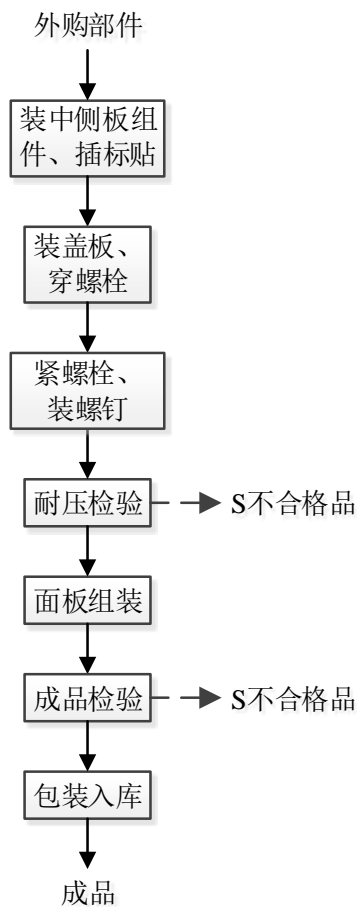 外购部件
装中侧板组
件、插标贴
装盖板、
穿螺栓
紧螺栓、
装螺钉
耐压检验
S不合格品
面板组装
成品检验
S不合格品
包装入库
成品